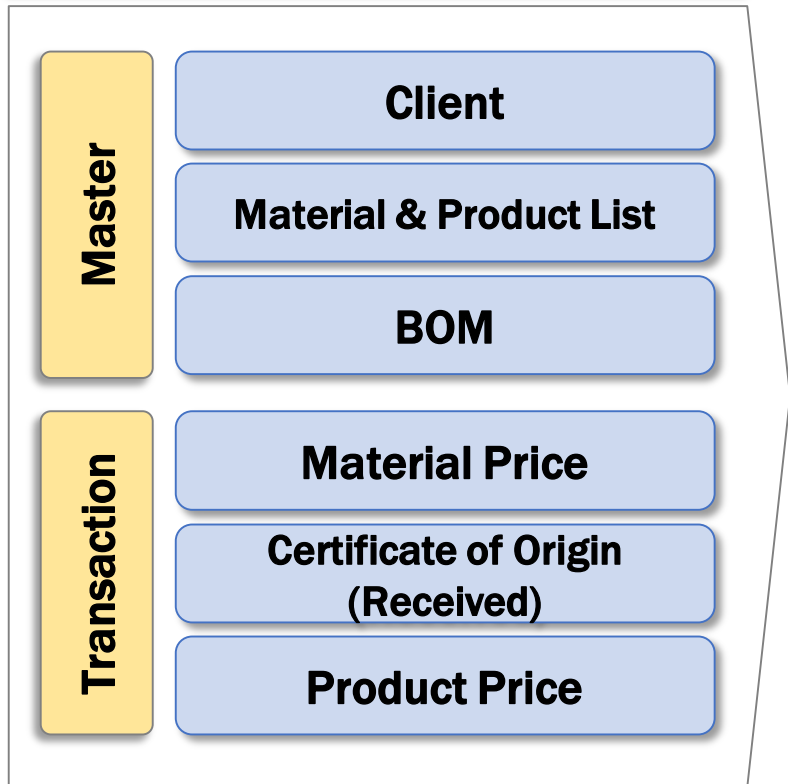 Master
Client
Material & Product List
BOM
Transaction
Material Price
Certificate of Origin
(Received)
Product Price